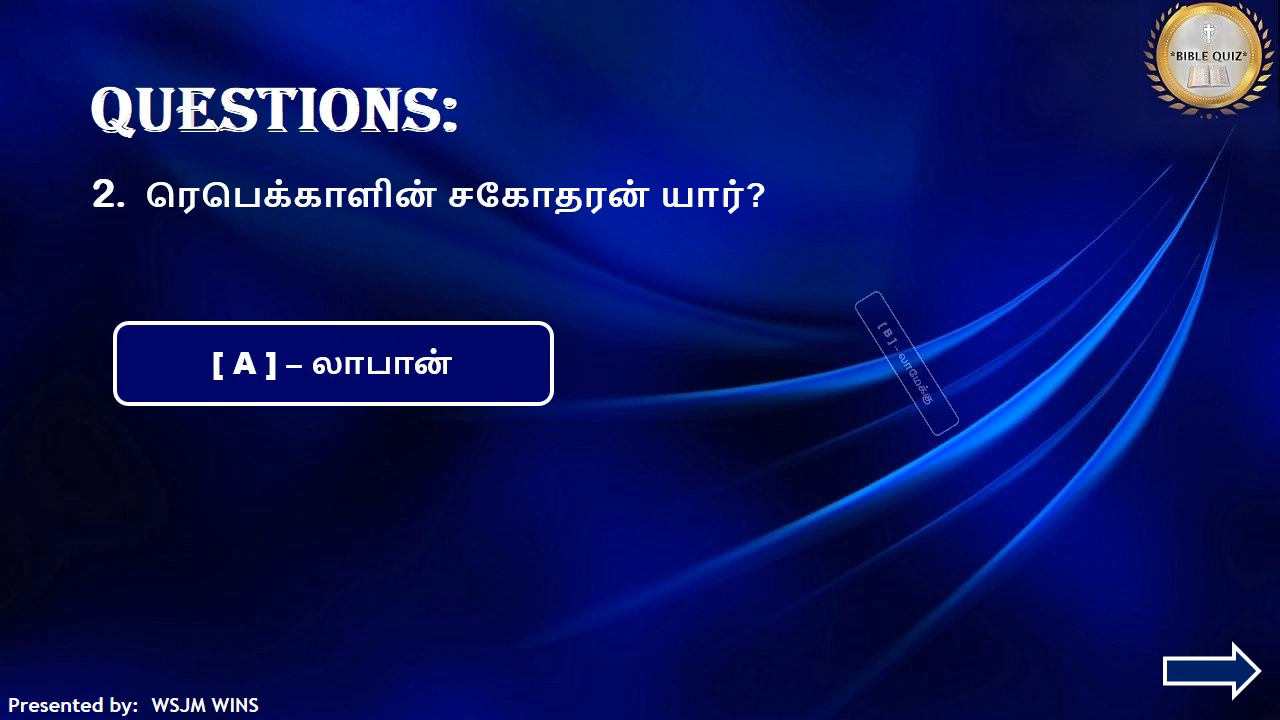 *BIBLE QUIZ*
QUESTIONS:
2. ரெபெக்காளின் சகோதரன் யார்?
[ A ] – லாபான்
[ B ] – லாமேக்கு
Presented by: WSJM WINS